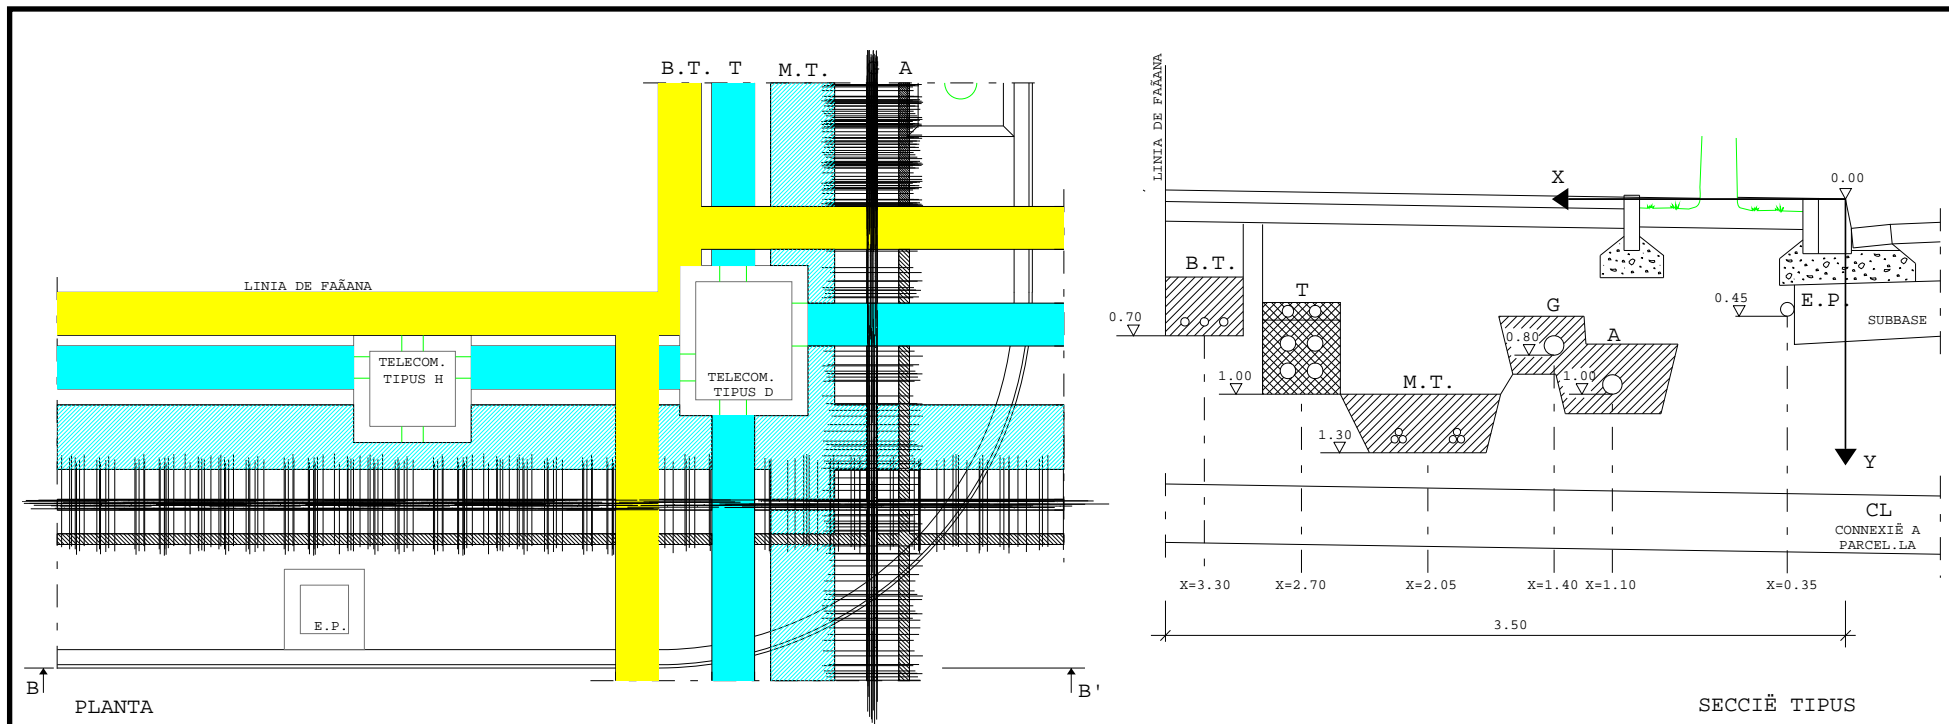 B.T. T M.T. A
LINIA DE FAÃANA
TELECOM.
TIPUS H
TELECOM.
TIPUS D
E.P.
B
B'
PLANTA
LINIA DE FAÃANA
X
0.00
B.T.
T
G
A
E.P.
0.45
SUBBASE
0.70
0.80
1.00
M.T.
1.00
1.30
Y
CL
CONNEXIË A
PARCEL.LA
X=3.30 X=2.70 X=2.05 X=1.40 X=1.10 X=0.35
3.50
SECCIË TIPUS